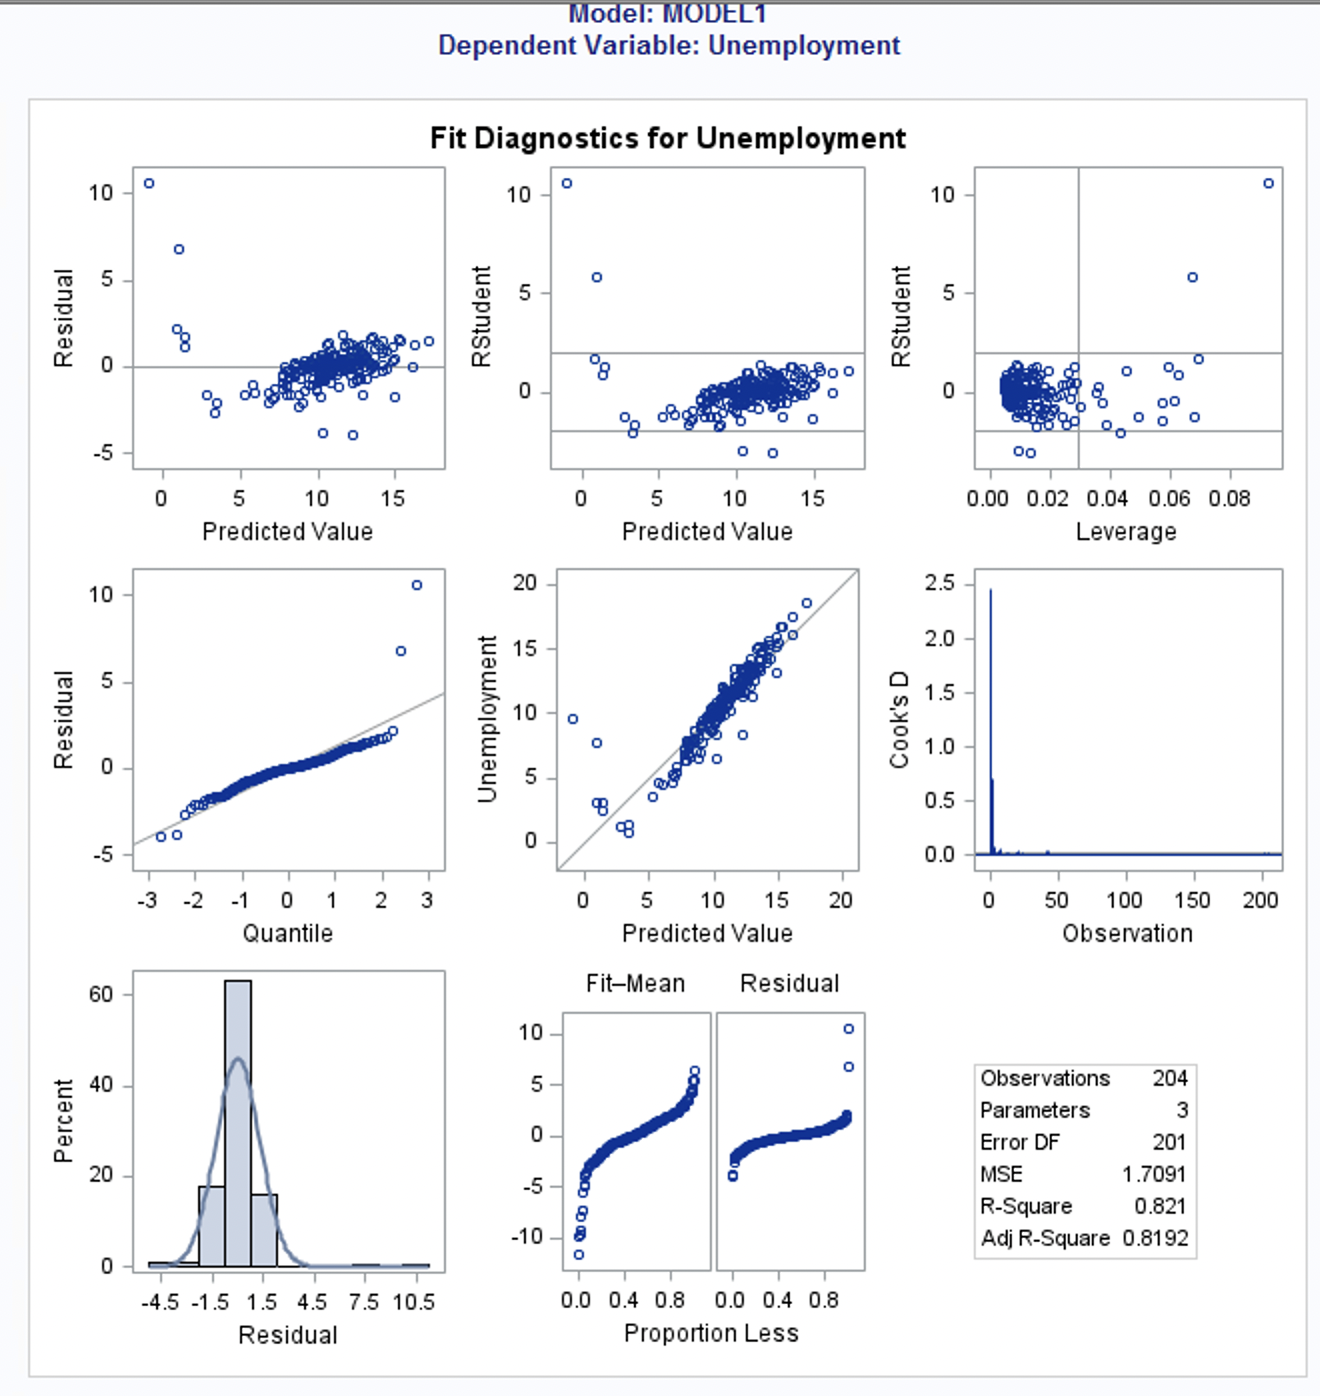 Model: MODEL1
Dependent Variable: Unemployment
Fit Diagnostics for Unemployment
Residual
10
5
0
-5
0 5 10 15
Predicted Value
RStudent
10
5
0
0 5 10 15
Predicted Value
RStudent
10
5
0
0.00 0.02 0.04 0.06 0.08
Leverage
Residual
10
5
0
-5
-3 -2 -1 0 1 2 3
Quantile
Unemployment
20
15
10
5
0
0 5 10 15 20
Predicted Value
Cook's D
2.5
2.0
1.5
1.0
0.5
0.0
0 50 100 150 200
Observation
Percent
60
40
20
0
-4.5 -1.5 1.5 4.5 7.5 10.5
Residual
Fit–Mean Residual
10
5
0
-5
-10
0.0 0.4 0.8 0.0 0.4 0.8
Proportion Less
Observations 204
Parameters 3
Error DF 201
MSE 1.7091
R-Square 0.821
Adj R-Square 0.8192